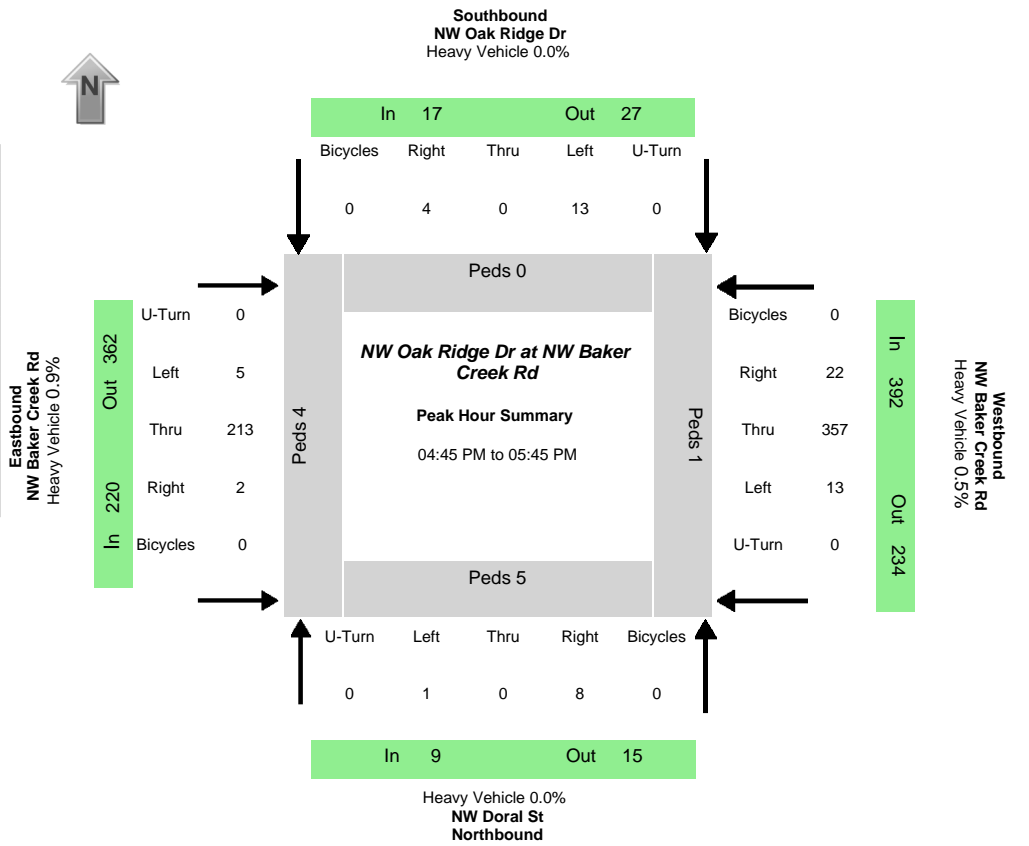 Southbound
NW Oak Ridge Dr
Heavy Vehicle 0.0%
N
In 17 Out 27
Bicycles Right Thru Left U-Turn
0 4 0 13 0
Peds 0
Eastbound
NW Baker Creek Rd
Heavy Vehicle 0.9%
In 220 Out 362
U-Turn 0
Left 5
Thru 213
Right 2
Bicycles 0
Peds 4
NW Oak Ridge Dr at NW Baker
Creek Rd
Peak Hour Summary
04:45 PM to 05:45 PM
Peds 1
Bicycles 0
Right 22
Thru 357
Left 13
U-Turn 0
In 392 Out 234
Westbound
NW Baker Creek Rd
Heavy Vehicle 0.5%
Peds 5
U-Turn Left Thru Right Bicycles
0 1 0 8 0
In 9 Out 15
Heavy Vehicle 0.0%
NW Doral St
Northbound